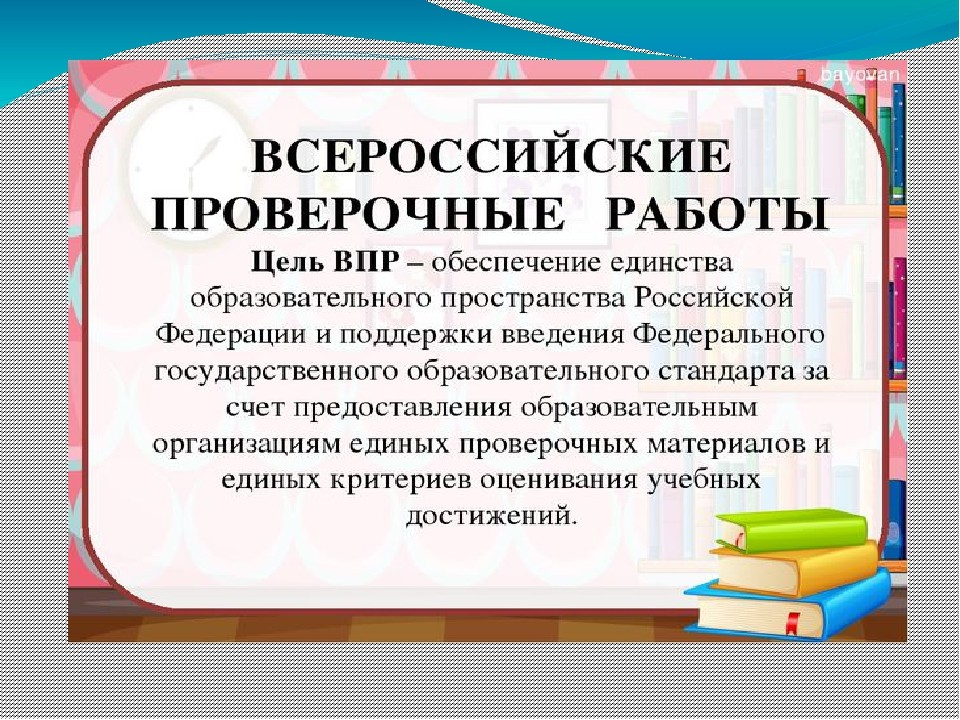 bayovan
ВСЕРОССИЙСКИЕ
ПРОВЕРОЧНЫЕ РАБОТЫ
Цель ВПР – обеспечение единства
образовательного пространства Российской
Федерации и поддержки введения Федерального
государственного образовательного стандарта за
счет предоставления образовательным
организациям единых проверочных материалов и
единых критериев оценивания учебных
достижений.